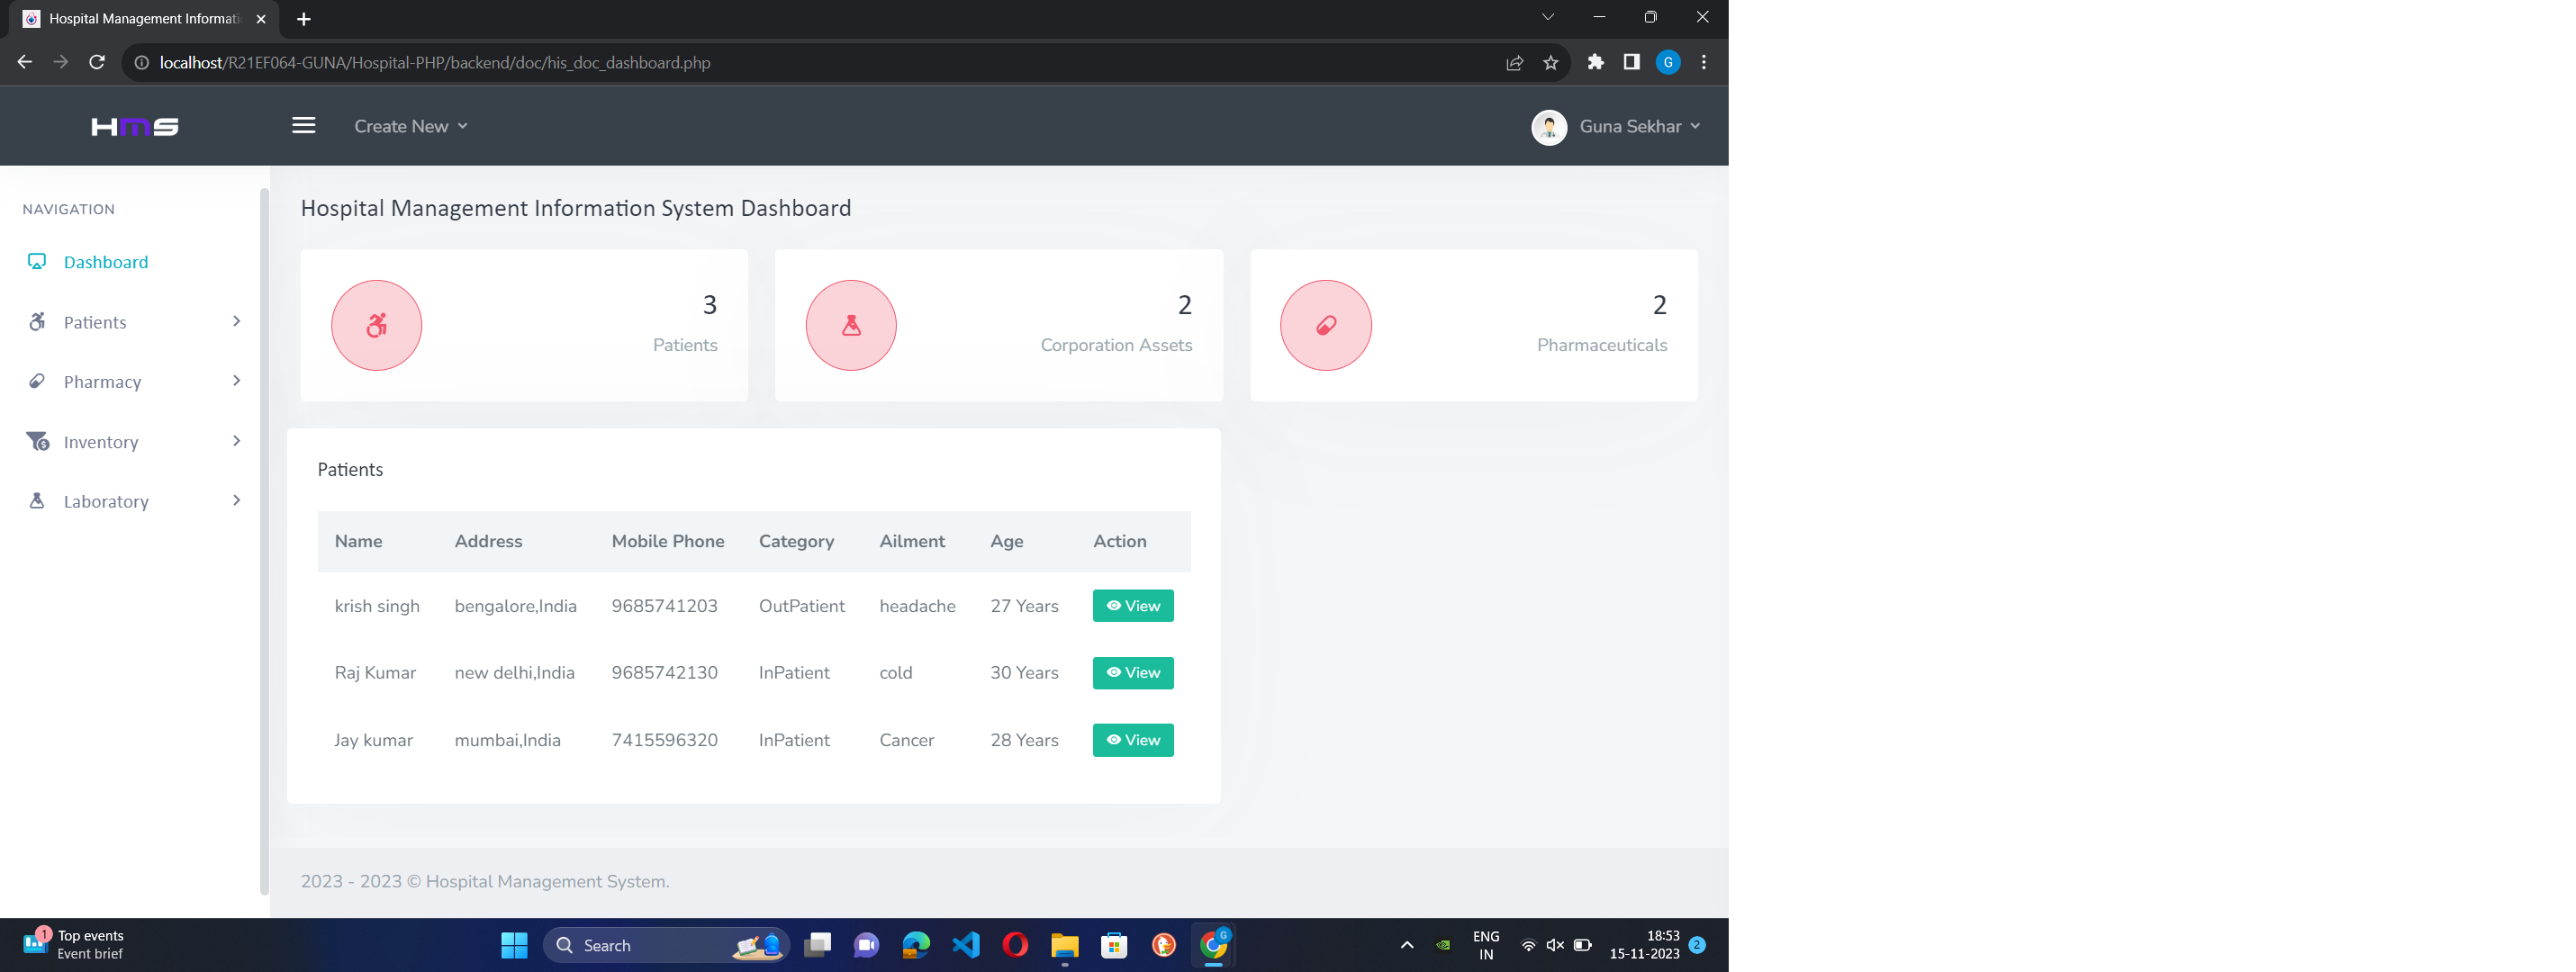 Hospital Management Informati
localhost/R21EF064-GUNA/Hospital-PHP/backend/doc/his_doc_dashboard.php
G
HMS
Create New
Guna Sekhar
NAVIGATION
Dashboard
Patients
Pharmacy
Inventory
Laboratory
Hospital Management Information System Dashboard
3
Patients
2
Corporation Assets
2
Pharmaceuticals
Patients
Name Address Mobile Phone Category Ailment Age Action
krish singh bengalore,India 9685741203 OutPatient headache 27 Years View
Raj Kumar new delhi,India 9685742130 InPatient cold 30 Years View
Jay kumar mumbai,India 7415596320 InPatient Cancer 28 Years View
2023 - 2023 © Hospital Management System.
1
Top events
Event brief
Search
G
ENG
IN
18:53
15-11-2023
2